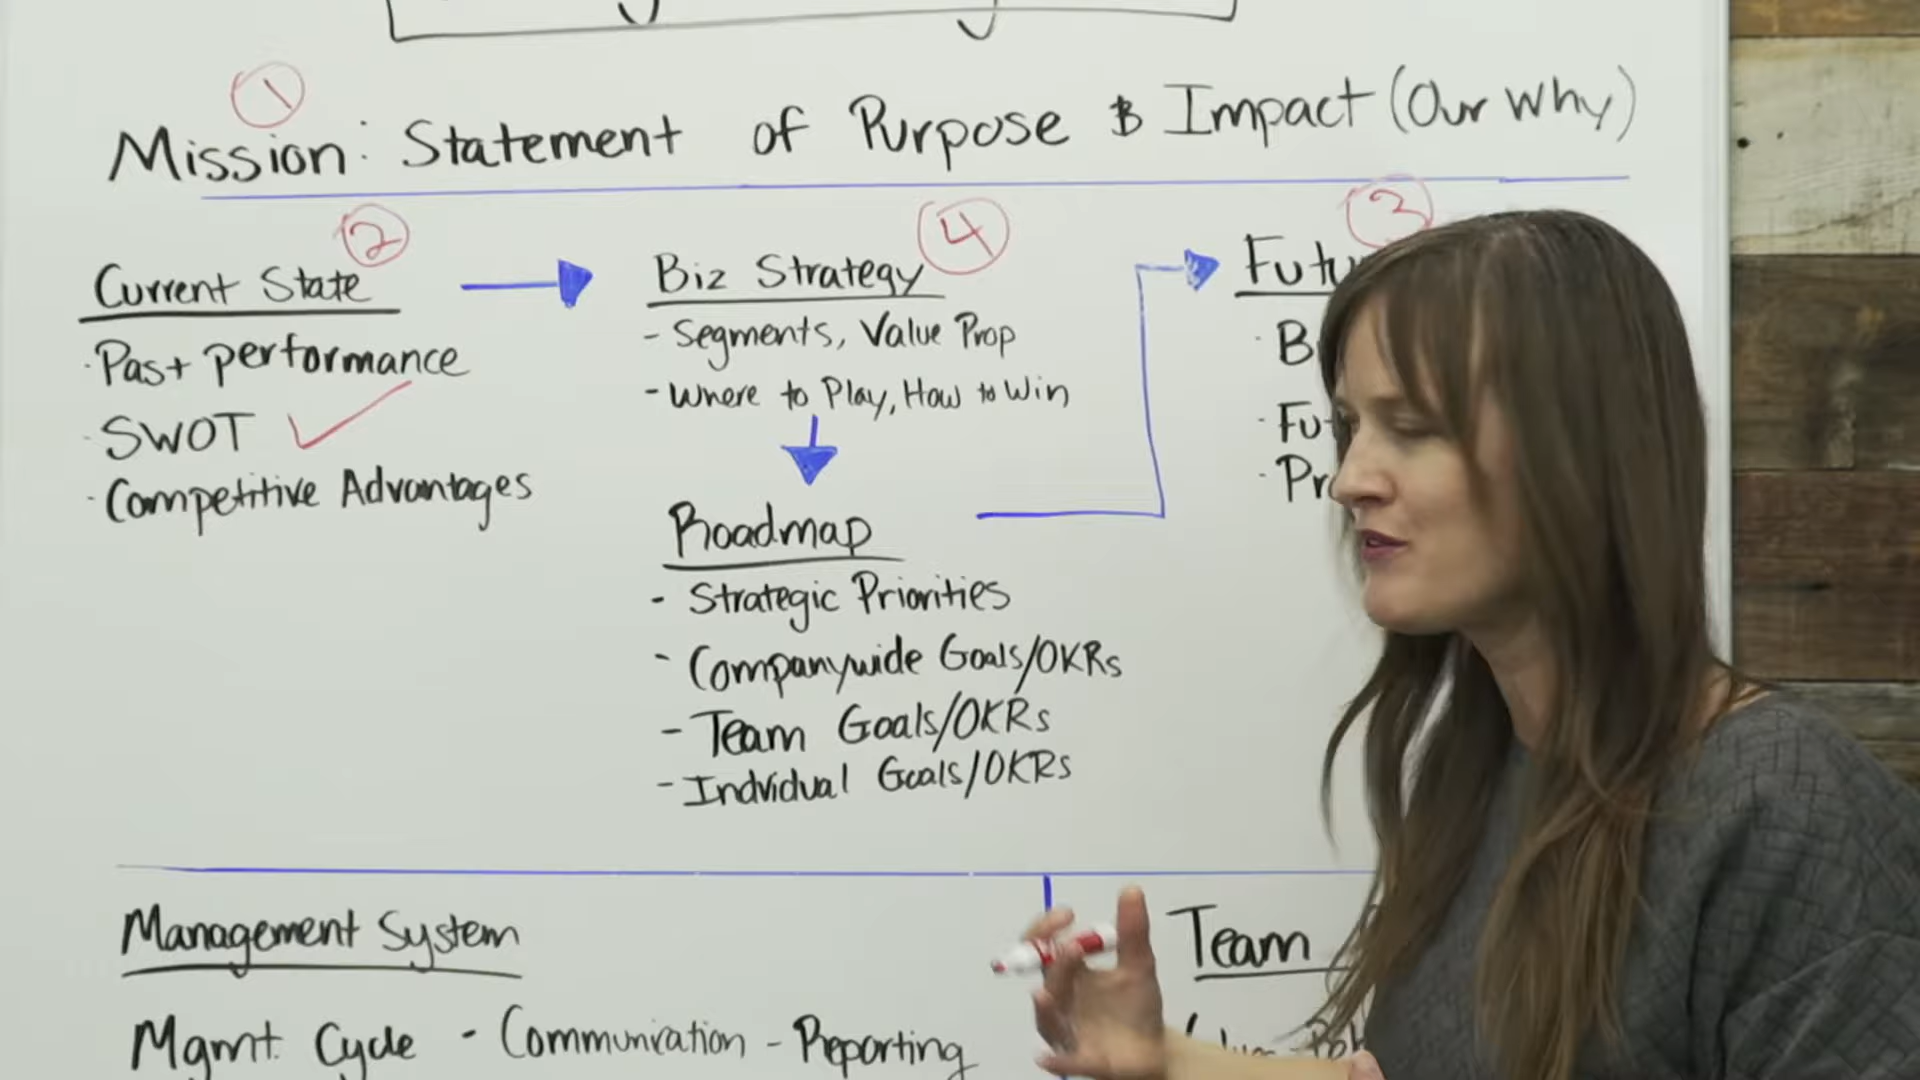 1
Mission: Statement of Purpose & Impact (Our Why)
2
4
3
Current State
· Past performance
· SWOT
· Competitive Advantages
Biz Strategy
- Segments, Value Prop
- Where to Play, How to Win
Roadmap
- Strategic Priorities
- Companywide Goals/OKRs
- Team Goals/OKRs
- Indvidual Goals/OKRs
Management System
Mgmt. Cycle - Communication - Reporting
Team